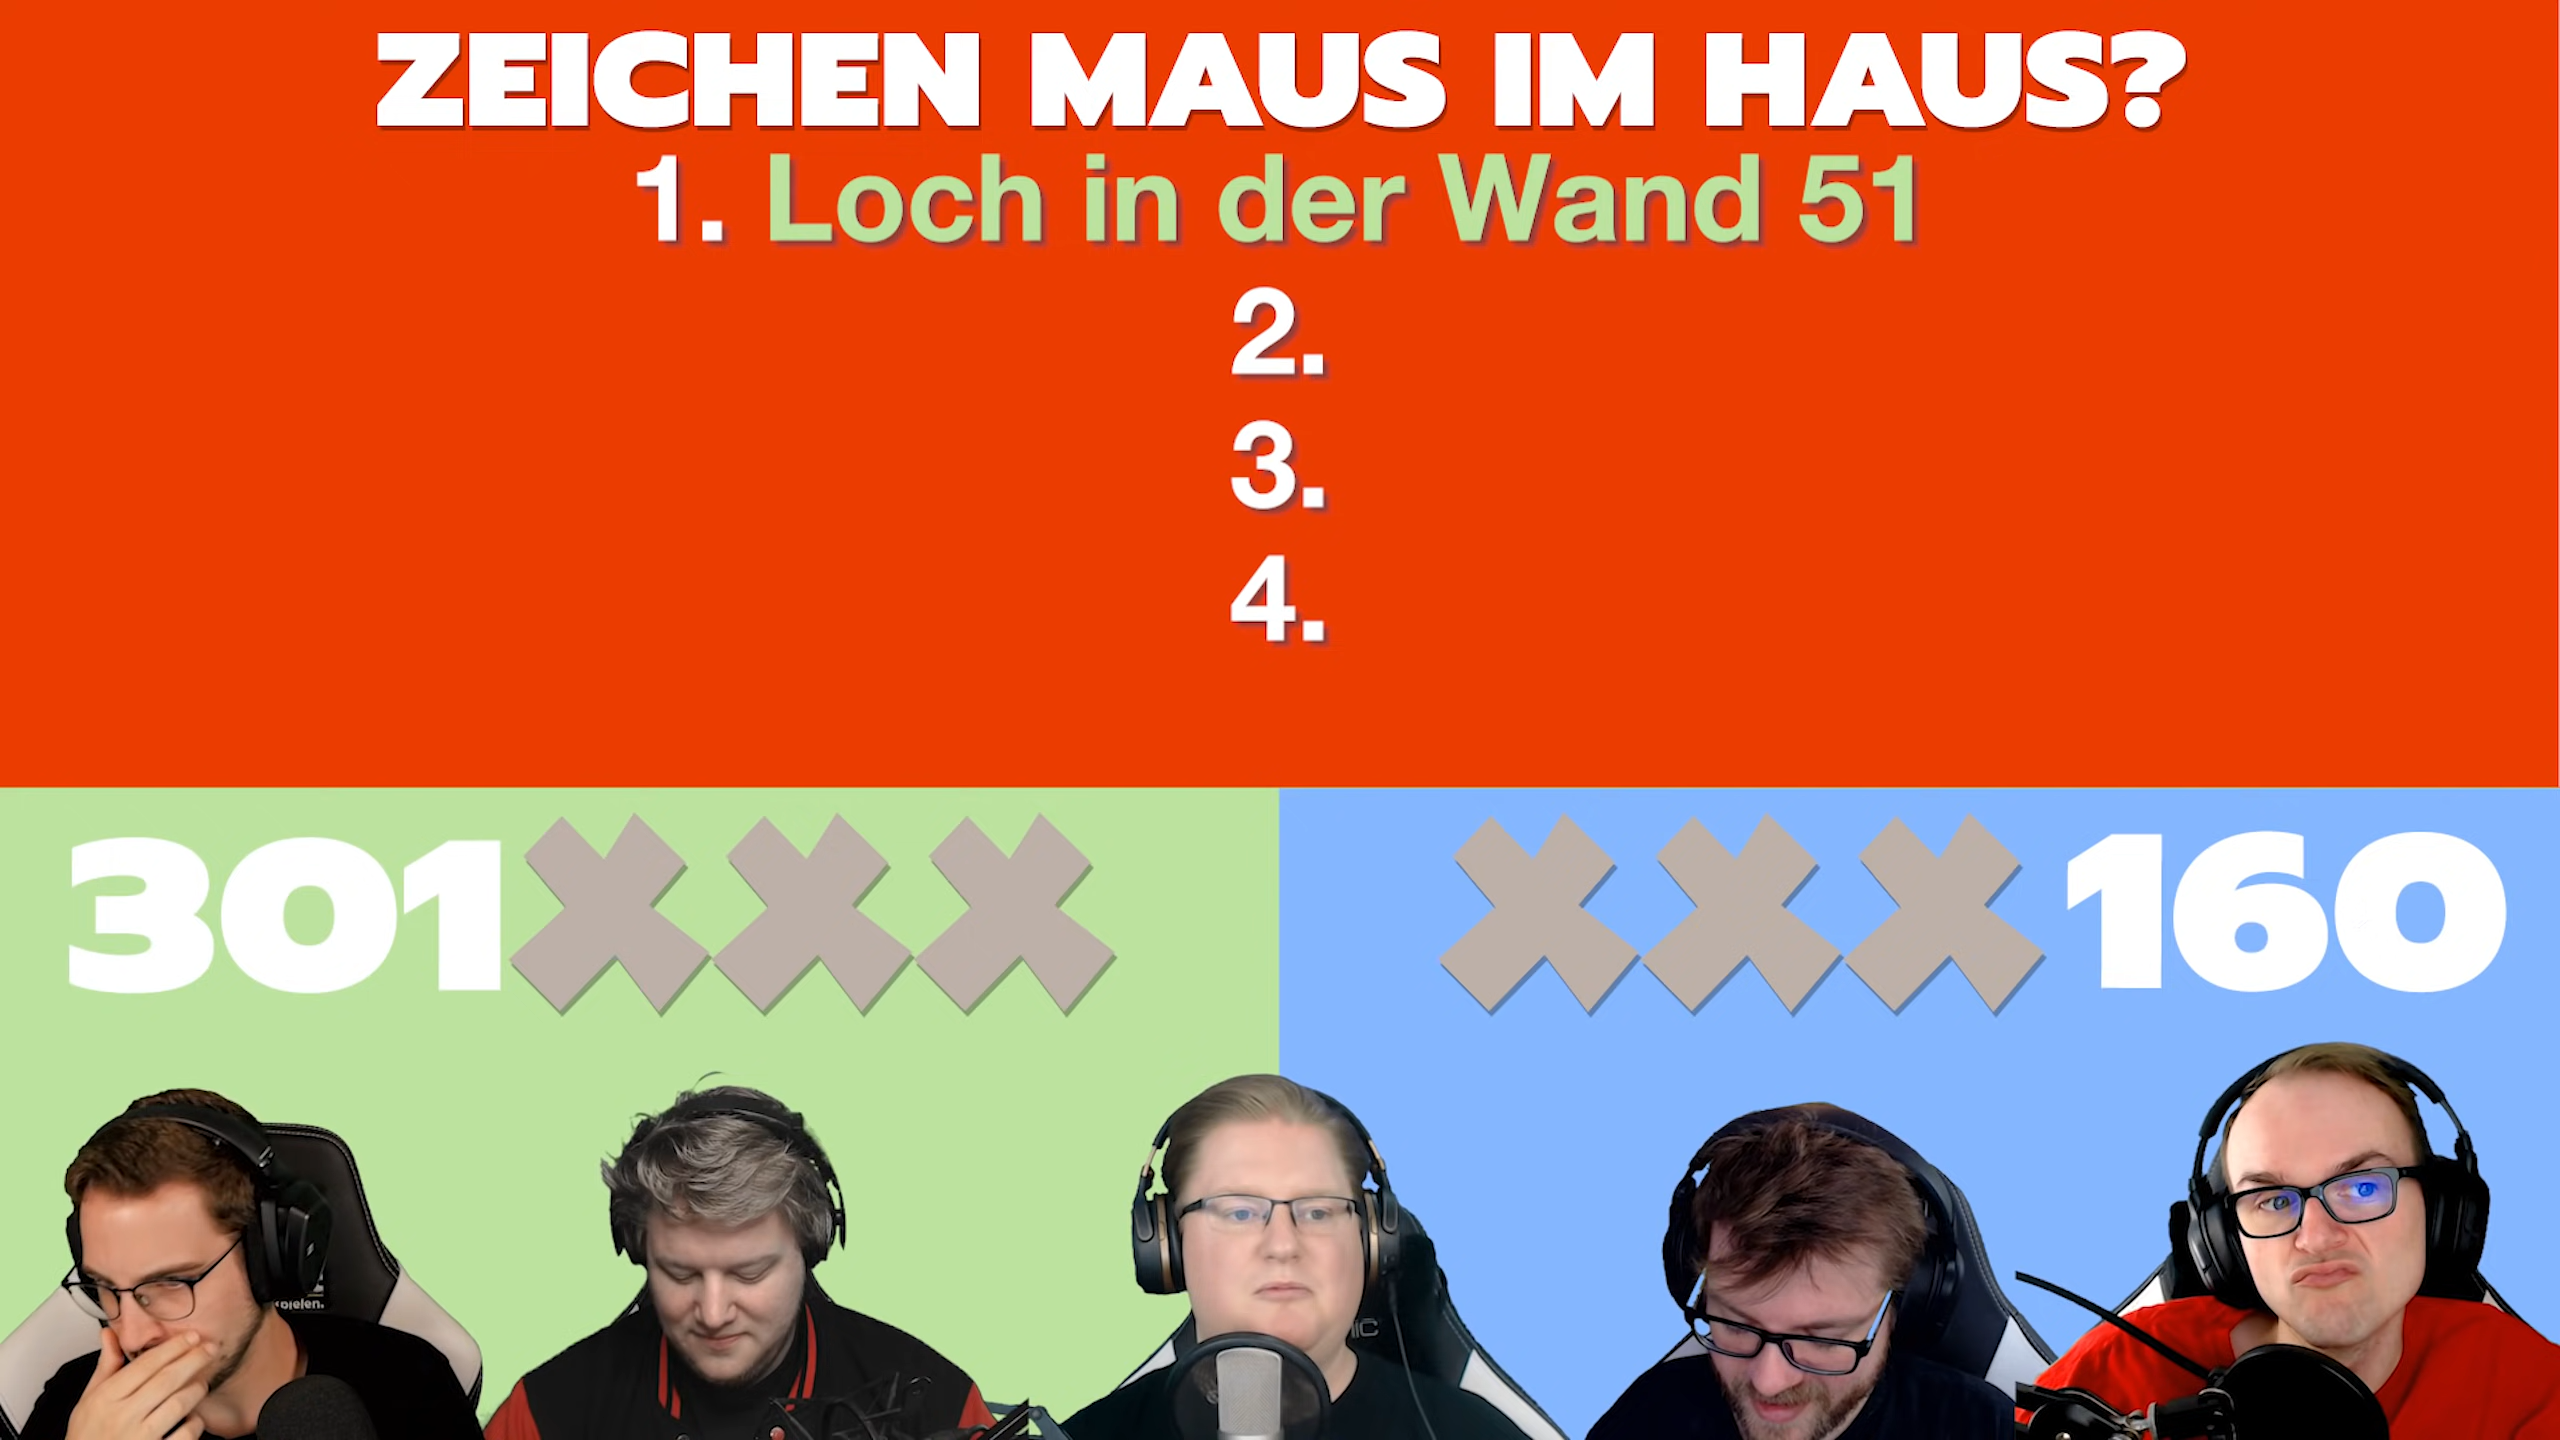 ZEICHEN MAUS IM HAUS?
1. Loch in der Wand 51
2.
3.
4.
301
160